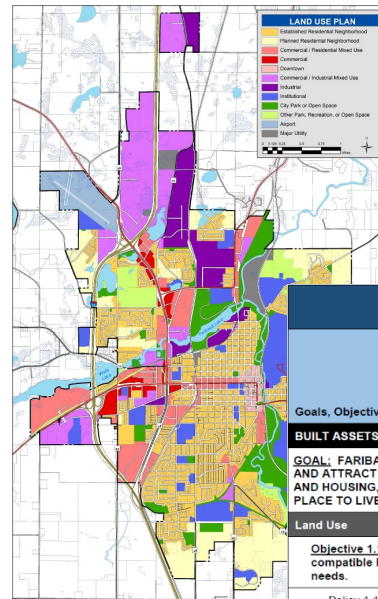 LAND USE PLAN
Established Residential Neighborhood
Planned Residential Neighborhood
Commercial / Residential Mixed Use
Commercial
Downtown
Commercial / Industrial Mixed Use
Industrial
Institutional
City Park or Open Space
Other Park, Recreation, or Open Space
Airport
Major Utility
Goals, Objectiv
BUILT ASSETS
GOAL: FARIBA
AND ATTRACT
AND HOUSING,
PLACE TO LIVE
Land Use
Objective 1.
compatible
needs.